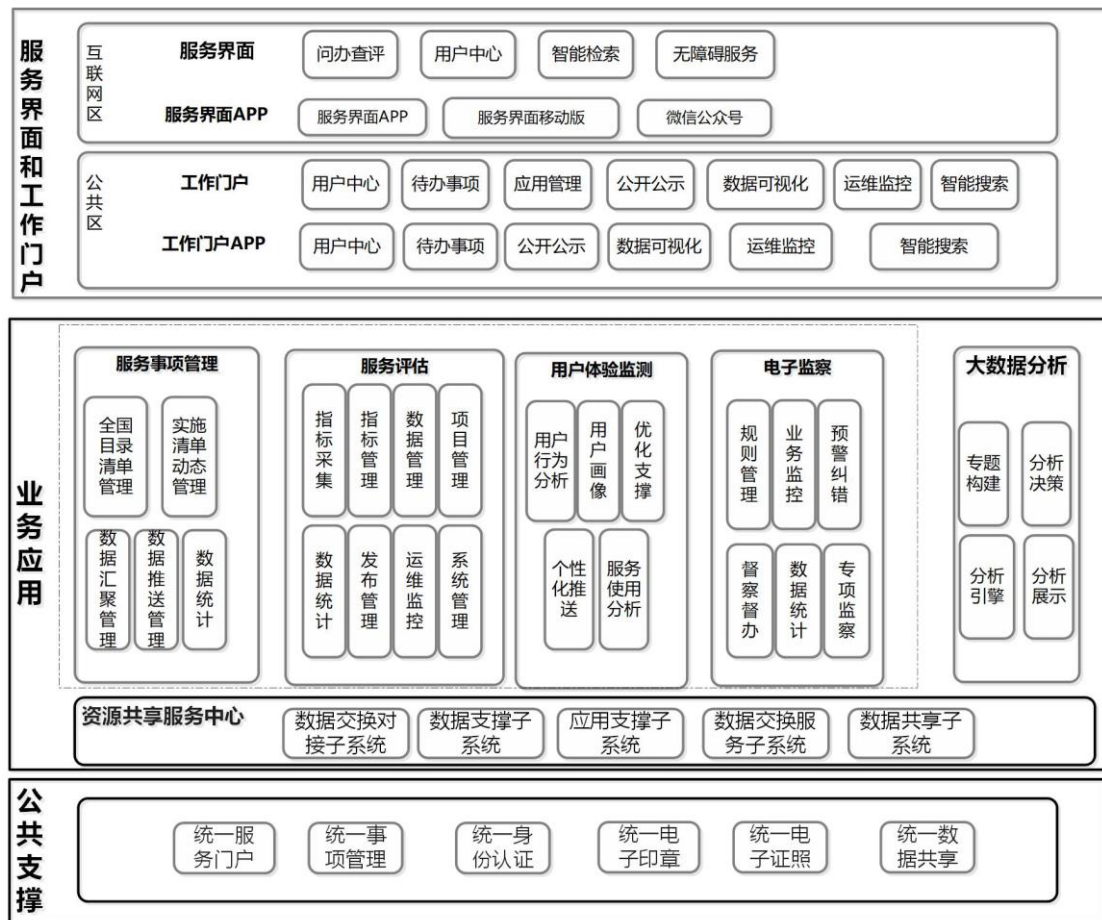 服务界面和工作门户
互联网区
服务界面
问办查评
用户中心
智能检索
无障碍服务
服务界面APP
服务界面APP
服务界面移动版
微信公众号
公共区
工作门户
用户中心
待办事项
应用管理
公开公示
数据可视化
运维监控
智能搜索
工作门户APP
用户中心
待办事项
公开公示
数据可视化
运维监控
智能搜索
业务应用
服务事项管理
全国
目录
清单
管理
实施
清单
动态
管理
数据汇聚管理
数据推送管理
数据统计
服务评估
指标采集
指标管理
数据管理
项目管理
数据统计
发布管理
运维监控
系统管理
用户体验监测
用户
行为
分析
用户画像
优化支撑
个性
化推
送
服务
使用
分析
电子监察
规则管理
业务监控
预警纠错
督察督办
数据统计
专项监察
大数据分析
专题
构建
分析
决策
分析
引擎
分析
展示
资源共享服务中心
数据交换对
接子系统
数据支撑子
系统
应用支撑子
系统
数据交换服
务子系统
数据共享子
系统
公共支撑
统一服
务门户
统一事
项管理
统一身
份认证
统一电
子印章
统一电
子证照
统一数
据共享